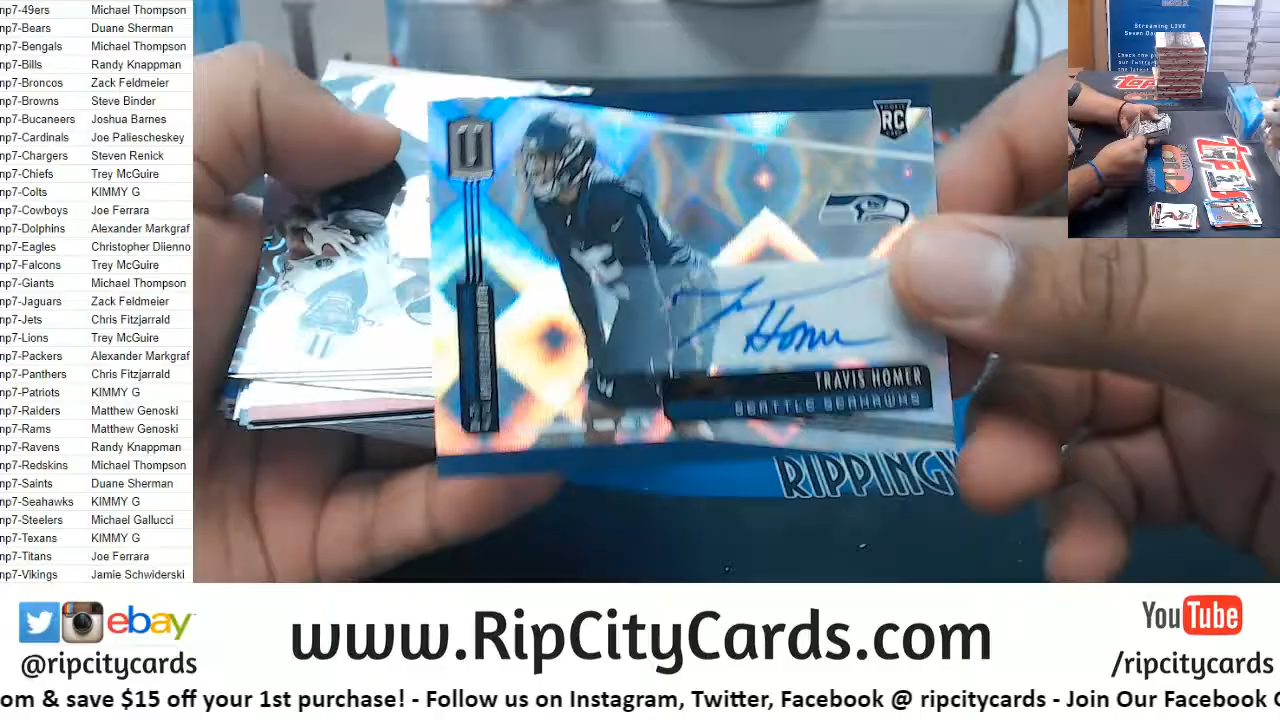 np7-49ers Michael Thompson
np7-Bears Duane Sherman
np7-Bengals Michael Thompson
np7-Bills Randy Knappman
np7-Broncos Zack Feldmeier
np7-Browns Steve Binder
np7-Bucaneers Joshua Barnes
np7-Cardinals Joe Paliescheskey
np7-Chargers Steven Renick
np7-Chiefs Trey McGuire
np7-Colts KIMMY G
np7-Cowboys Joe Ferrara
np7-Dolphins Alexander Markgraf
np7-Eagles Christopher Diienno
np7-Falcons Trey McGuire
np7-Giants Michael Thompson
np7-Jaguars Zack Feldmeier
np7-Jets Chris Fitzjarrald
np7-Lions Trey McGuire
np7-Packers Alexander Markgraf
np7-Panthers Chris Fitzjarrald
np7-Patriots KIMMY G
np7-Raiders Matthew Genoski
np7-Rams Matthew Genoski
np7-Ravens Randy Knappman
np7-Redskins Michael Thompson
np7-Saints Duane Sherman
np7-Seahawks KIMMY G
np7-Steelers Michael Gallucci
np7-Texans KIMMY G
np7-Titans Joe Ferrara
np7-Vikings Jamie Schwiderski
U
RC
T Homer
TRAVIS HOMER
SEATTLE SEAHAWKS
RIPPING
Streaming LIVE
Topps
ebay
@ripcitycards
www.RipCityCards.com
YouTube
/ripcitycards
om & save $15 off your 1st purchase! - Follow us on Instagram, Twitter, Facebook @ ripcitycards - Join Our Facebook